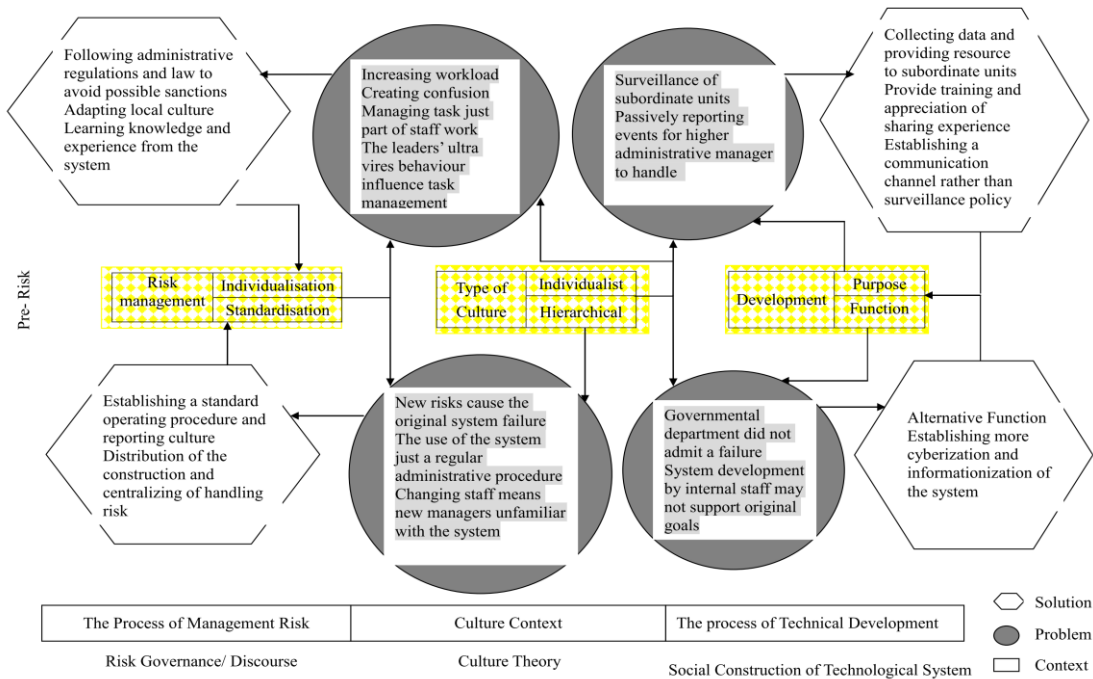 Following administrative
regulations and law to
avoid possible sanctions
Adapting local culture
Learning knowledge and
experience from the
system
Increasing workload
Creating confusion
Managing task just
part of staff work
The leaders' ultra
vires behaviour
influence task
management
Surveillance of
subordinate units
Passively reporting
events for higher
administrative manager
to handle
Collecting data and
providing resource
to subordinate units
Provide training and
appreciation of
sharing experience
Establishing a
communication
channel rather than
surveillance policy
Pre- Risk
Risk
management
Individualisation
Standardisation
Type of
Culture
Individualist
Hierarchical
Development
Purpose
Function
Establishing a standard
operating procedure and
reporting culture
Distribution of the
construction and
centralizing of handling
risk
New risks cause the
original system failure
The use of the system
just a regular
administrative procedure
Changing staff means
new managers unfamiliar
with the system
Governmental
department did not
admit a failure
System development
by internal staff may
not support original
goals
Alternative Function
Establishing more
cyberization and
informationization of
the system
The Process of Management Risk
Culture Context
The process of Technical Development
Risk Governance/ Discourse
Culture Theory
Social Construction of Technological System
Solution
Problem
Context